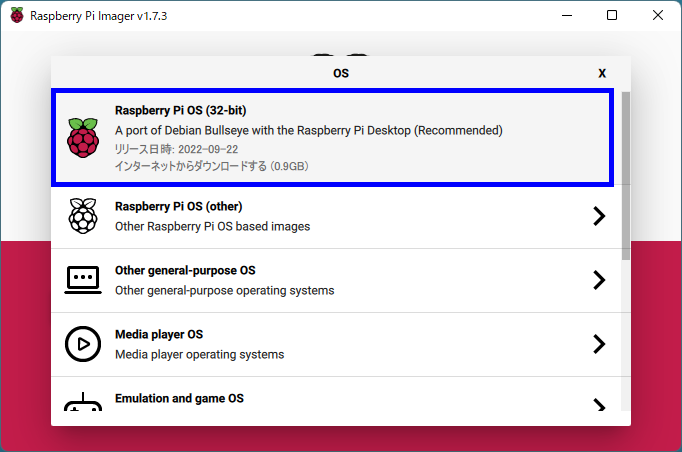 Raspberry Pi Imager v1.7.3
OS
X
Raspberry Pi OS (32-bit)
A port of Debian Bullseye with the Raspberry Pi Desktop (Recommended)
リリース日時: 2022-09-22
インターネットからダウンロードする (0.9GB)
Raspberry Pi OS (other)
Other Raspberry Pi OS based images
Other general-purpose OS
Other general-purpose operating systems
Media player OS
Media player operating systems
Emulation and game OS